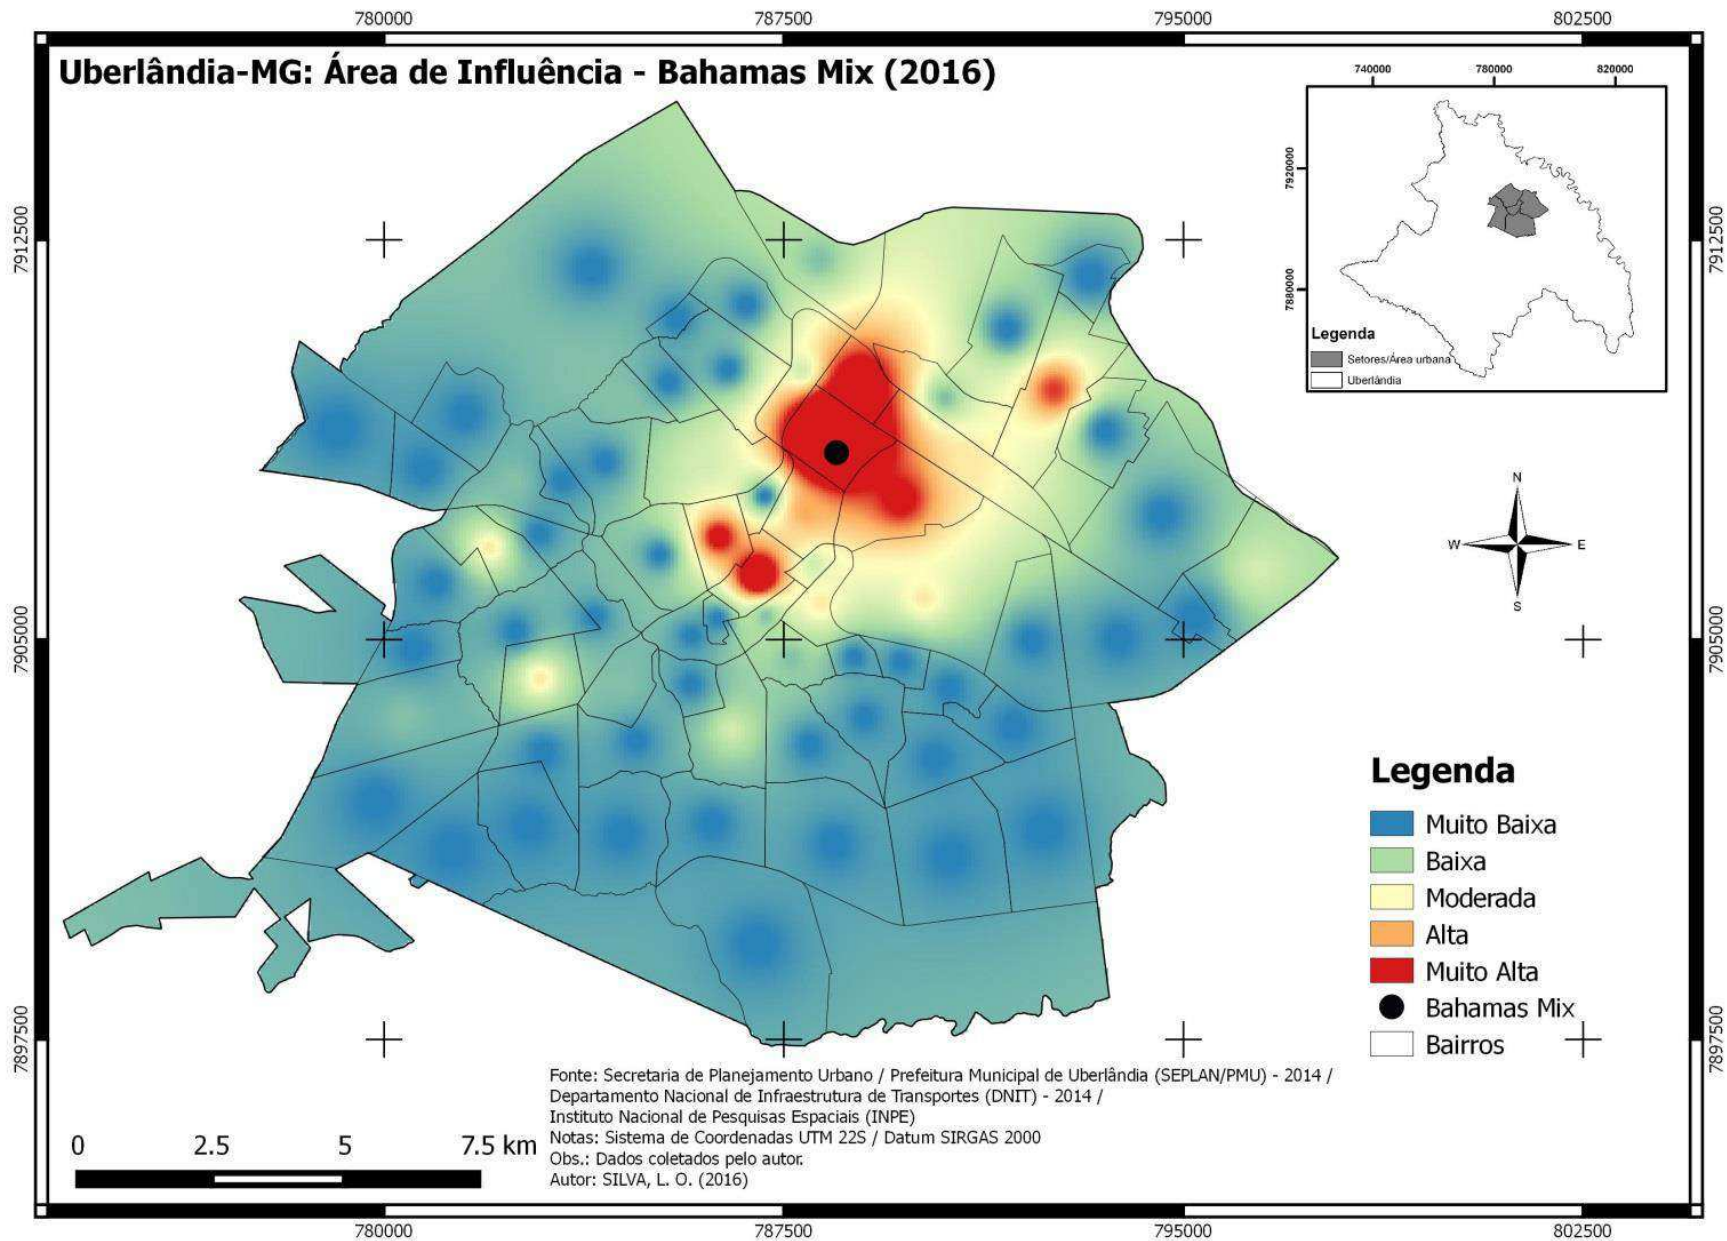 780000
787500
795000
802500
Uberlândia-MG: Área de Influência - Bahamas Mix (2016)
740000
780000
820000
7920000
7880000
Legenda
Setores/Área urbana
Uberlândia
7912500
7912500
N
W
E
S
7905000
7905000
Legenda
Muito Baixa
Baixa
Moderada
Alta
Muito Alta
Bahamas Mix
Bairros
7897500
7897500
Fonte: Secretaria de Planejamento Urbano / Prefeitura Municipal de Uberlândia (SEPLAN/PMU) - 2014 /
Departamento Nacional de Infraestrutura de Transportes (DNIT) - 2014 /
Instituto Nacional de Pesquisas Espaciais (INPE)
Notas: Sistema de Coordenadas UTM 22S / Datum SIRGAS 2000
Obs.: Dados coletados pelo autor.
Autor: SILVA, L. O. (2016)
0
2.5
5
7.5 km
780000
787500
795000
802500